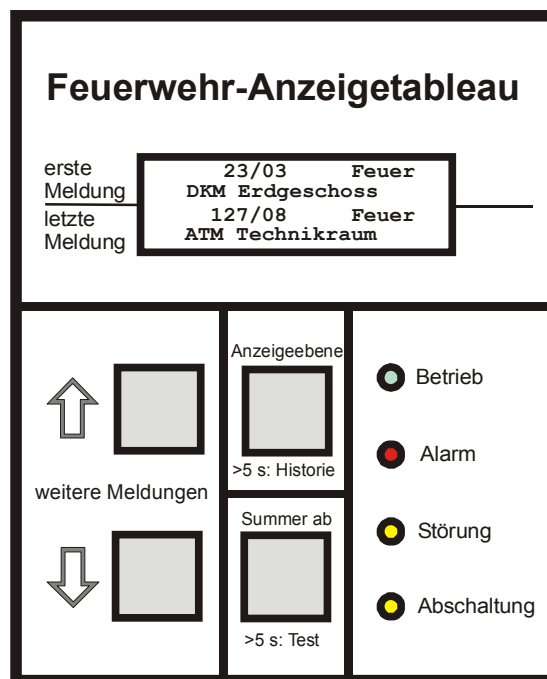 Feuerwehr-Anzeigetableau
erste
Meldung
letzte
Meldung
23/03 Feuer
DKM Erdgeschoss
127/08 Feuer
ATM Technikraum
weitere Meldungen
Anzeigeebene
>5 s: Historie
Summer ab
>5 s: Test
Betrieb
Alarm
Störung
Abschaltung